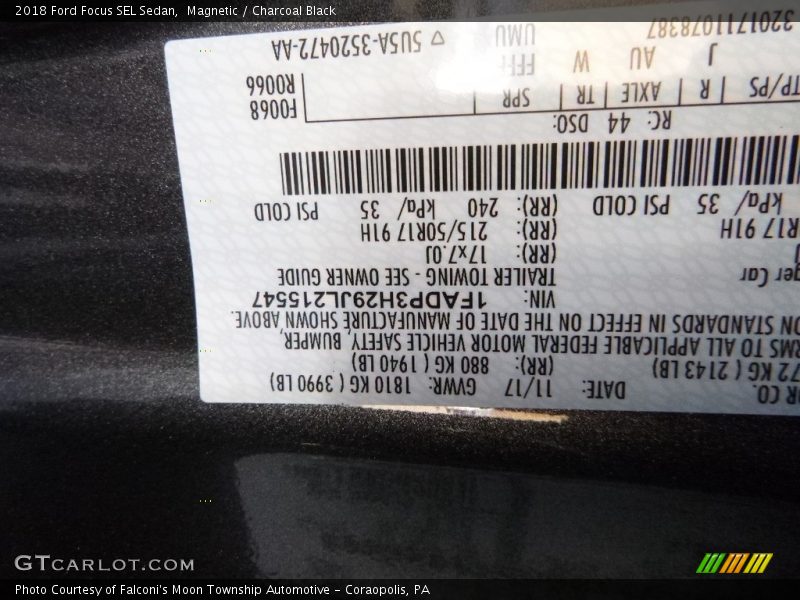 2018 Ford Focus SEL Sedan, Magnetic / Charcoal Black
OR CO. DATE: 11/17 GVWR: 1810 KG ( 3990 LB)
72 KG ( 2143 LB) (RR): 880 KG ( 1940 LB)
RMS TO ALL APPLICABLE FEDERAL MOTOR VEHICLE SAFETY, BUMPER,
ON STANDARDS IN EFFECT ON THE DATE OF MANUFACTURE SHOWN ABOVE.
VIN: 1FADP3H29JL215547
ger Car TRAILER TOWING - SEE OWNER GUIDE
J (RR): 17x7.0J
R17 91H (RR): 215/50R17 91H
kPa/ 35 PSI COLD (RR): 240 kPa/ 35 PSI COLD
RC: 44 DSO:
F0068
R0066
TP/PS R AXLE TR SPR
J AU W FFF
UMU
320171107838​7
▽ 5U5A-3520472-AA
GTCARLOT.COM
Photo Courtesy of Falconi's Moon Township Automotive - Coraopolis, PA